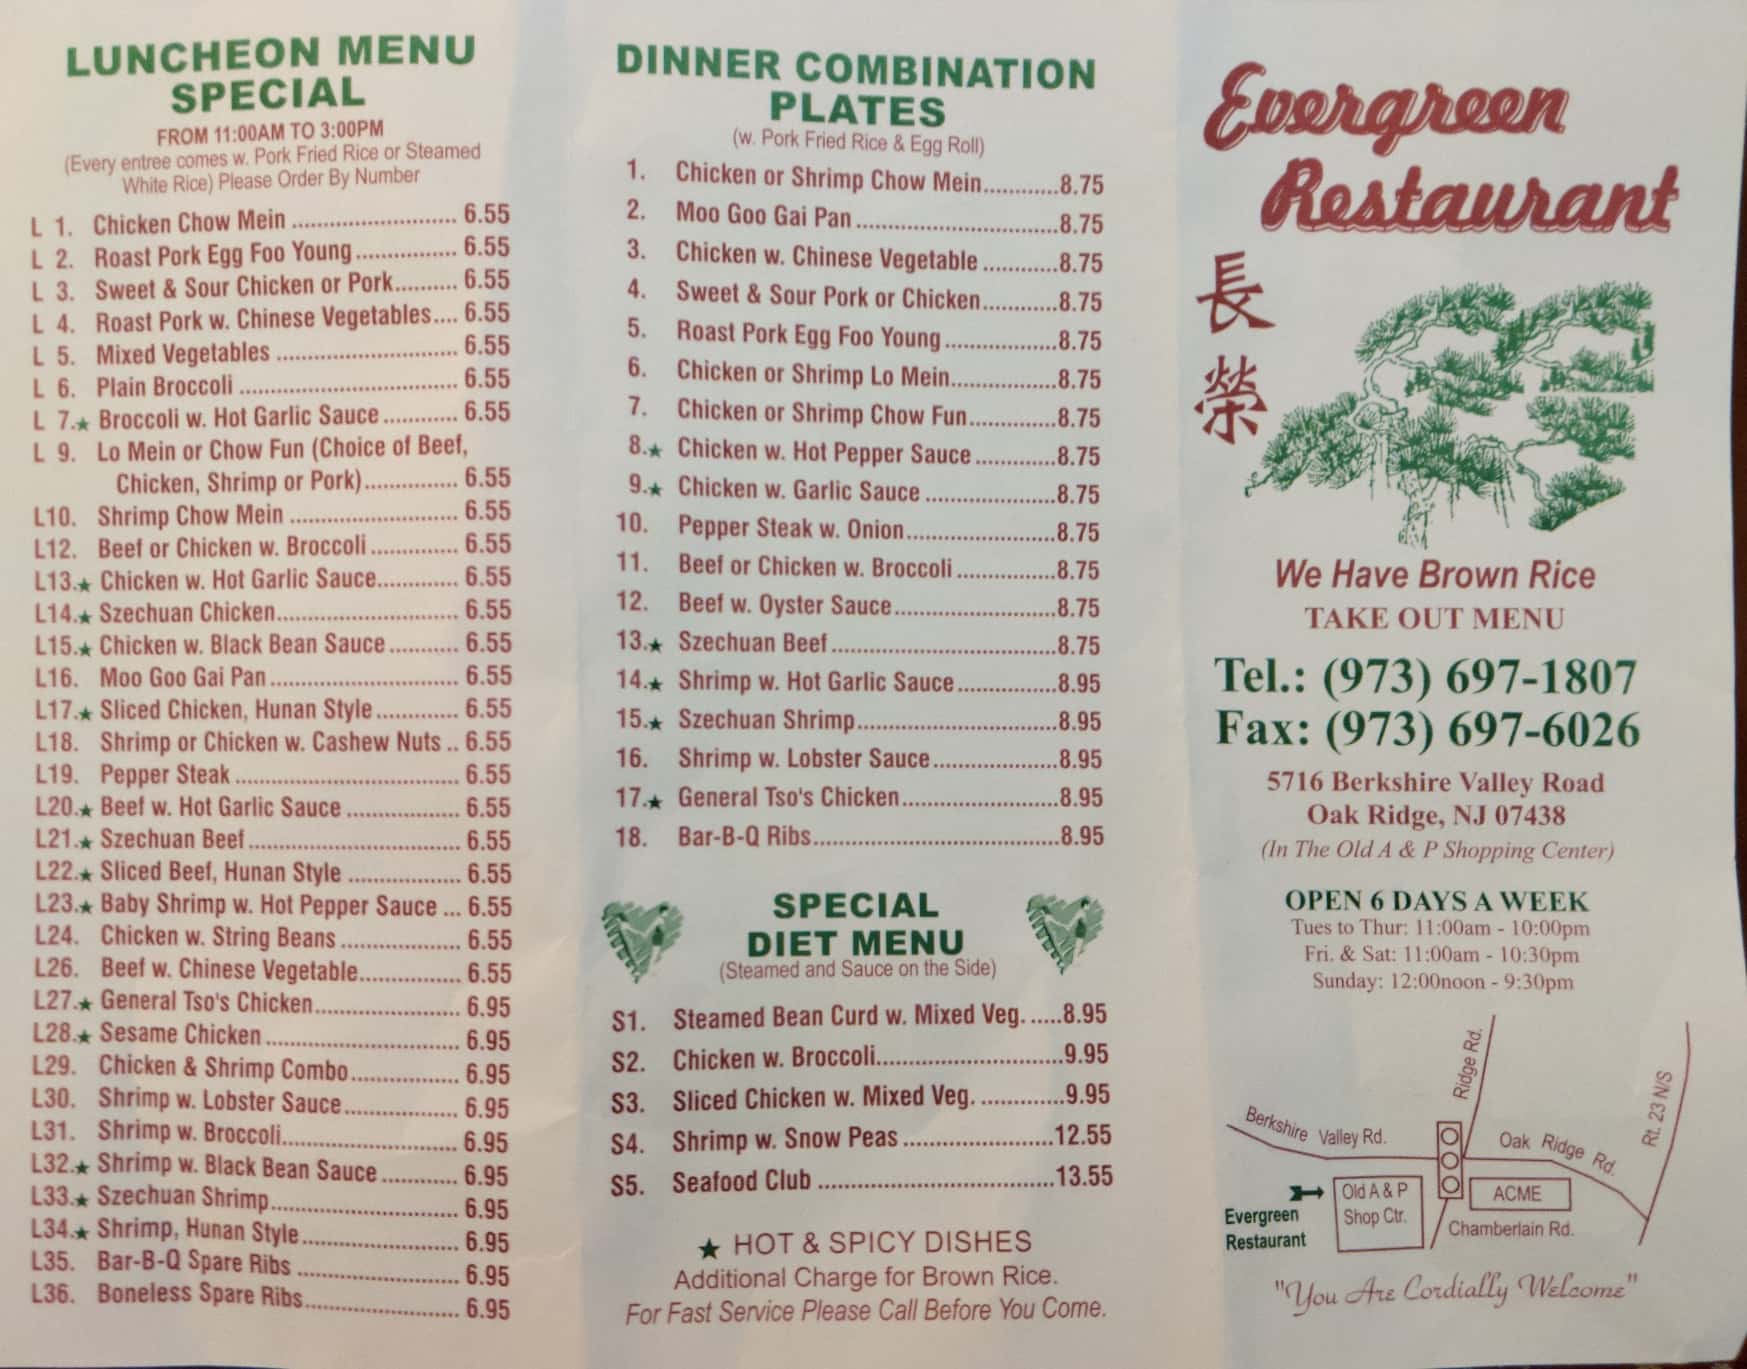 LUNCHEON MENU
SPECIAL
FROM 11:00AM TO 3:00PM
(Every entree comes w. Pork Fried Rice or Steamed
White Rice) Please Order By Number
L 1. Chicken Chow Mein ........................ 6.55
L 2. Roast Pork Egg Foo Young ............... 6.55
L 3. Sweet & Sour Chicken or Pork.......... 6.55
L 4. Roast Pork w. Chinese Vegetables.... 6.55
L 5. Mixed Vegetables ........................... 6.55
L 6. Plain Broccoli ................................. 6.55
L 7.★ Broccoli w. Hot Garlic Sauce ........... 6.55
L 9. Lo Mein or Chow Fun (Choice of Beef,
Chicken, Shrimp or Pork).............. 6.55
L10. Shrimp Chow Mein ......................... 6.55
L12. Beef or Chicken w. Broccoli ............. 6.55
L13.★ Chicken w. Hot Garlic Sauce............ 6.55
L14.★ Szechuan Chicken........................... 6.55
L15.★ Chicken w. Black Bean Sauce .......... 6.55
L16. Moo Goo Gai Pan ............................ 6.55
L17.★ Sliced Chicken, Hunan Style ............ 6.55
L18. Shrimp or Chicken w. Cashew Nuts .. 6.55
L19. Pepper Steak .................................. 6.55
L20.★ Beef w. Hot Garlic Sauce ................. 6.55
L21.★ Szechuan Beef ................................ 6.55
L22.★ Sliced Beef, Hunan Style ................. 6.55
L23.★ Baby Shrimp w. Hot Pepper Sauce ... 6.55
L24. Chicken w. String Beans .................. 6.55
L26. Beef w. Chinese Vegetable............... 6.55
L27.★ General Tso's Chicken...................... 6.95
L28.★ Sesame Chicken ............................. 6.95
L29. Chicken & Shrimp Combo................ 6.95
L30. Shrimp w. Lobster Sauce................. 6.95
L31. Shrimp w. Broccoli.......................... 6.95
L32.★ Shrimp w. Black Bean Sauce ........... 6.95
L33.★ Szechuan Shrimp............................ 6.95
L34.★ Shrimp, Hunan Style ....................... 6.95
L35. Bar-B-Q Spare Ribs ........................ 6.95
L36. Boneless Spare Ribs....................... 6.95
DINNER COMBINATION
PLATES
(w. Pork Fried Rice & Egg Roll)
1. Chicken or Shrimp Chow Mein...........8.75
2. Moo Goo Gai Pan ..............................8.75
3. Chicken w. Chinese Vegetable ...........8.75
4. Sweet & Sour Pork or Chicken...........8.75
5. Roast Pork Egg Foo Young .................8.75
6. Chicken or Shrimp Lo Mein................8.75
7. Chicken or Shrimp Chow Fun.............8.75
8.★ Chicken w. Hot Pepper Sauce ............8.75
9.★ Chicken w. Garlic Sauce ....................8.75
10. Pepper Steak w. Onion.......................8.75
11. Beef or Chicken w. Broccoli ...............8.75
12. Beef w. Oyster Sauce.........................8.75
13.★ Szechuan Beef ...................................8.75
14.★ Shrimp w. Hot Garlic Sauce ...............8.95
15.★ Szechuan Shrimp...............................8.95
16. Shrimp w. Lobster Sauce ...................8.95
17.★ General Tso's Chicken........................8.95
18. Bar-B-Q Ribs......................................8.95
SPECIAL
DIET MENU
(Steamed and Sauce on the Side)
S1. Steamed Bean Curd w. Mixed Veg. .....8.95
S2. Chicken w. Broccoli............................9.95
S3. Sliced Chicken w. Mixed Veg. .............9.95
S4. Shrimp w. Snow Peas ......................12.55
S5. Seafood Club ...................................13.55
★ HOT & SPICY DISHES
Additional Charge for Brown Rice.
For Fast Service Please Call Before You Come.
Evergreen
Restaurant
長
榮
We Have Brown Rice
TAKE OUT MENU
Tel.: (973) 697-1807
Fax: (973) 697-6026
5716 Berkshire Valley Road
Oak Ridge, NJ 07438
(In The Old A & P Shopping Center)
OPEN 6 DAYS A WEEK
Tues to Thur: 11:00am - 10:00pm
Fri. & Sat: 11:00am - 10:30pm
Sunday: 12:00noon - 9:30pm
Ridge Rd.
Rt. 23 N/S
Berkshire Valley Rd.
Oak Ridge Rd.
Old A & P
Shop Ctr.
ACME
Evergreen
Restaurant
Chamberlain Rd.
"You Are Cordially Welcome"